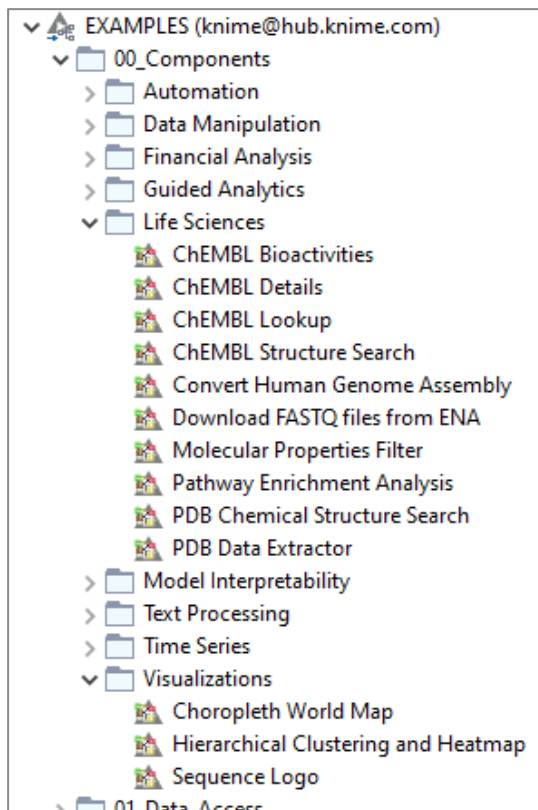 EXAMPLES (knime@hub.knime.com)
00_Components
Automation
Data Manipulation
Financial Analysis
Guided Analytics
Life Sciences
ChEMBL Bioactivities
ChEMBL Details
ChEMBL Lookup
ChEMBL Structure Search
Convert Human Genome Assembly
Download FASTQ files from ENA
Molecular Properties Filter
Pathway Enrichment Analysis
PDB Chemical Structure Search
PDB Data Extractor
Model Interpretability
Text Processing
Time Series
Visualizations
Choropleth World Map
Hierarchical Clustering and Heatmap
Sequence Logo
01_Data_Access